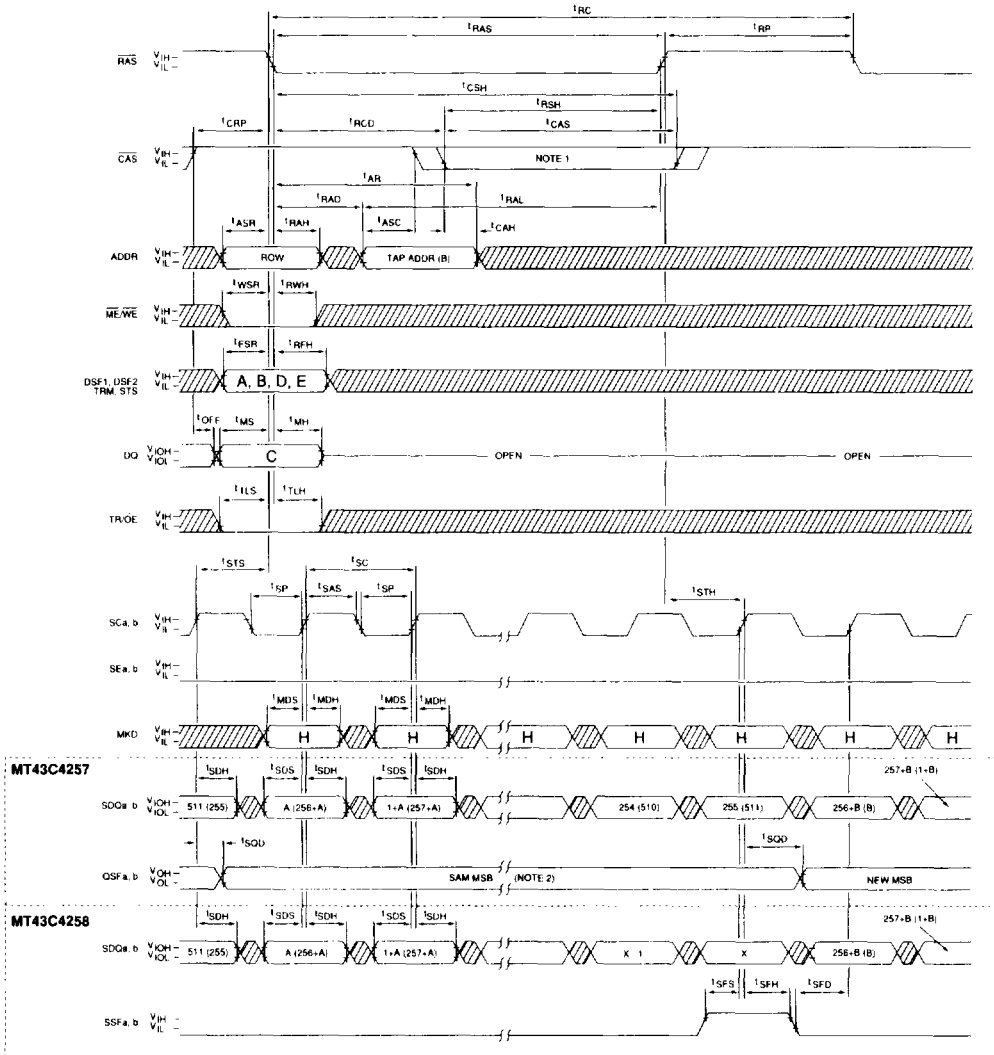 tRC
tRAS tRP
RAS VIH VIL
tCSH
tRSH
tCRP tRCD tCAS
CAS VIH VIL NOTE 1
tAR
tRAD tRAL
tASR tRAH tASC tCAH
ADDR VIH VIL ROW TAP ADDR (B)
tWSR tRWH
ME/WE VIH VIL
tFSR tRFH
DSF1, DSF2 TRM, STS VIH VIL A, B, D, E
tOFF tMS tMH
DQ VIOH VIOL C OPEN OPEN
tTLS tTLH
TR/OE VIH VIL
tSTS tSC
tSP tSAS tSP tSTH
SCa, b VIH VIL
SEa, b VIH VIL
tMDS tMDH tMDS tMDH
MKD VIH VIL H H H H H H H
MT43C4257
tSDH tSDS tSDH tSDS tSDH 257+B (1+B)
SDQa, b VIOH VIOL 511 (255) A (256+A) 1+A (257+A) 254 (510) 255 (511) 256+B (B)
tSQD tSQD
QSFa, b VOH VOL SAM MSB (NOTE 2) NEW MSB
MT43C4258
tSDH tSDS tSDH tSDS tSDH 257+B (1+B)
SDQa, b VIOH VIOL 511 (255) A (256+A) 1+A (257+A) X 1 X 256+B (B)
tSFS tSFH tSFD
SSFa, b VIH VIL